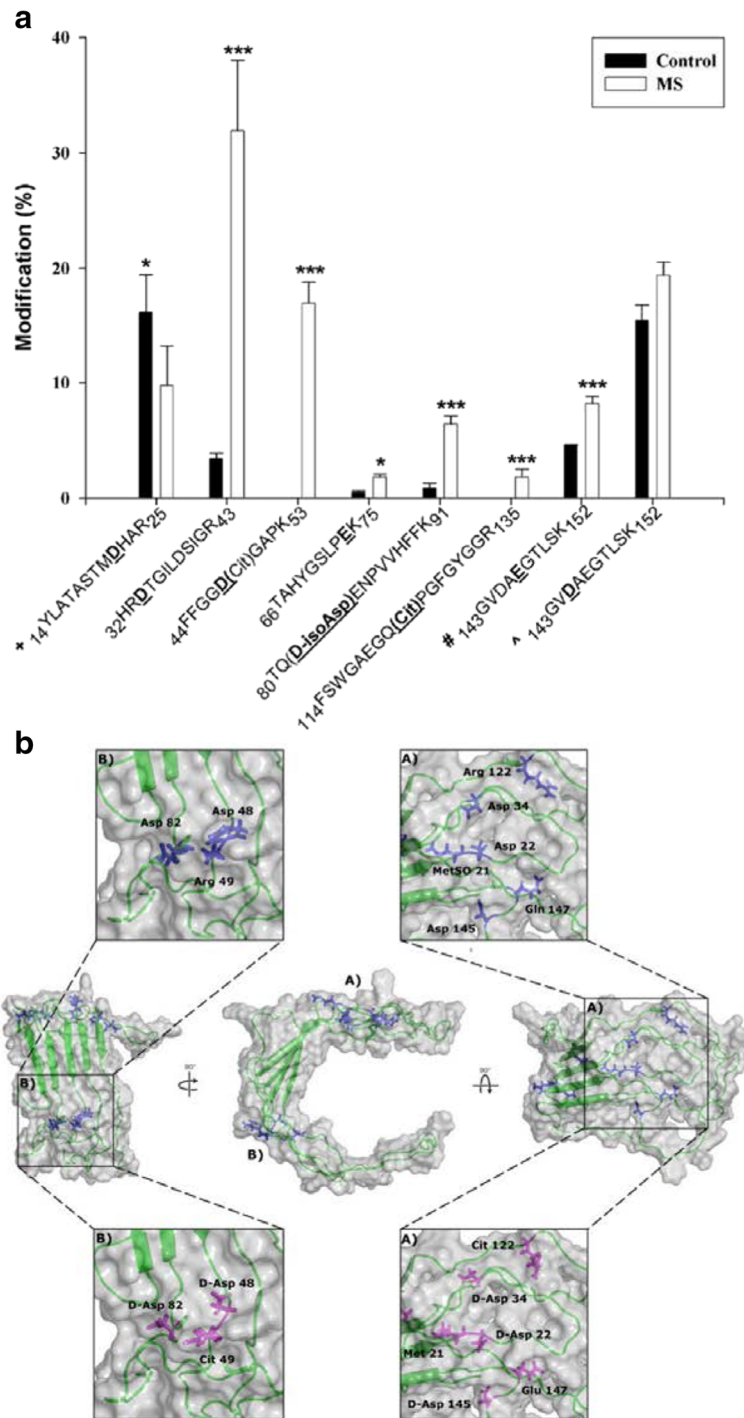 a
40
30
20
10
0
Modification (%)
Control
MS
*
***
***
*
***
***
***
* 14YLATASTMDHAR25
32HRDTGILDSIGR43
44FFGGD(Cit)GAPK53
66TAHYGSLPEK75
80TQ(D-isoAsp)ENPVVHFFK91
114FSWGAEGQ(Cit)PGFGYGGR135
# 143GVDAEGTLSK152
^ 143GVDAEGTLSK152
b
B)
Asp 82
Asp 48
Arg 49
A)
Arg 122
Asp 34
Asp 22
MetSO 21
Gln 147
Asp 145
B)
90°
A)
B)
90°
A)
B)
D-Asp 48
D-Asp 82
Cit 49
A)
Cit 122
D-Asp 34
D-Asp 22
Met 21
Glu 147
D-Asp 145